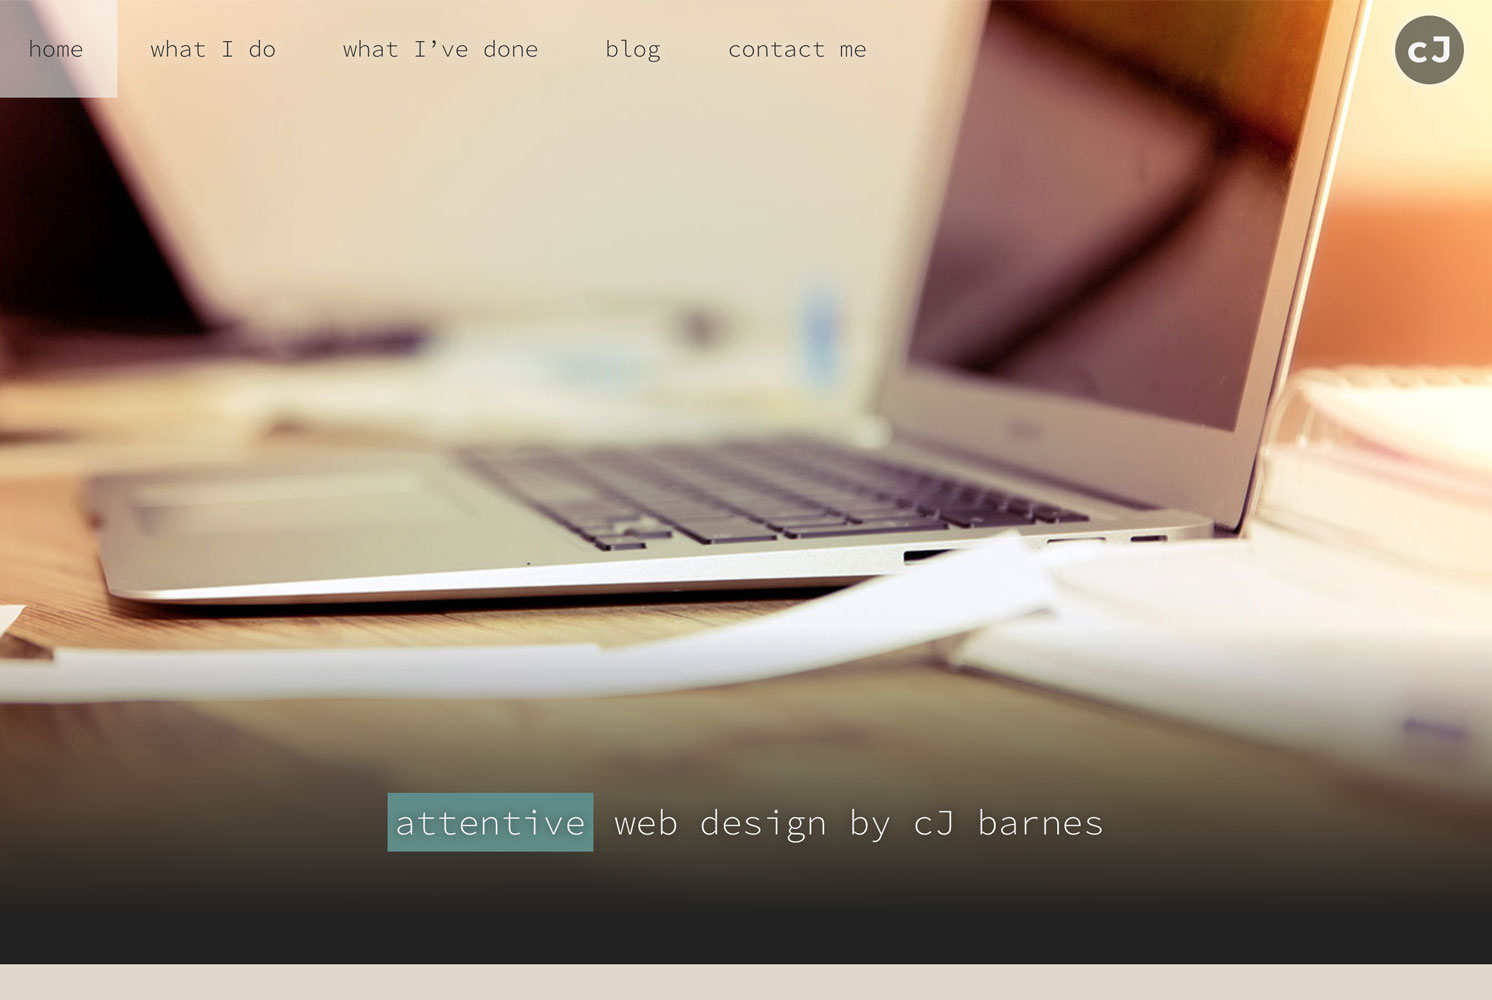 home
what I do
what I’ve done
blog
contact me
cJ
attentive web design by cJ barnes